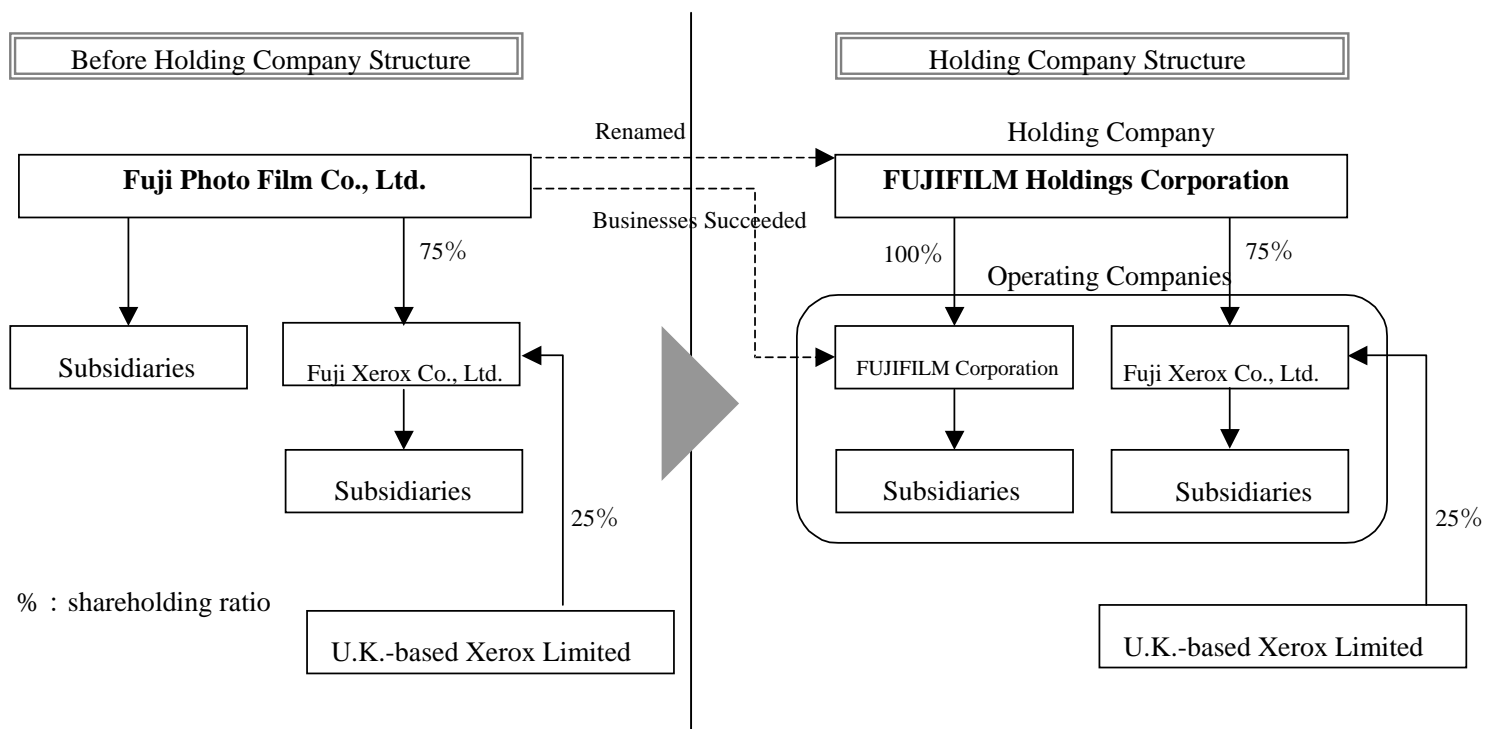 Before Holding Company Structure
Holding Company Structure
Renamed
Holding Company
Fuji Photo Film Co., Ltd.
FUJIFILM Holdings Corporation
Businesses Succeeded
75%
100%
75%
Operating Companies
Subsidiaries
Fuji Xerox Co., Ltd.
FUJIFILM Corporation
Fuji Xerox Co., Ltd.
Subsidiaries
Subsidiaries
Subsidiaries
25%
25%
% : shareholding ratio
U.K.-based Xerox Limited
U.K.-based Xerox Limited